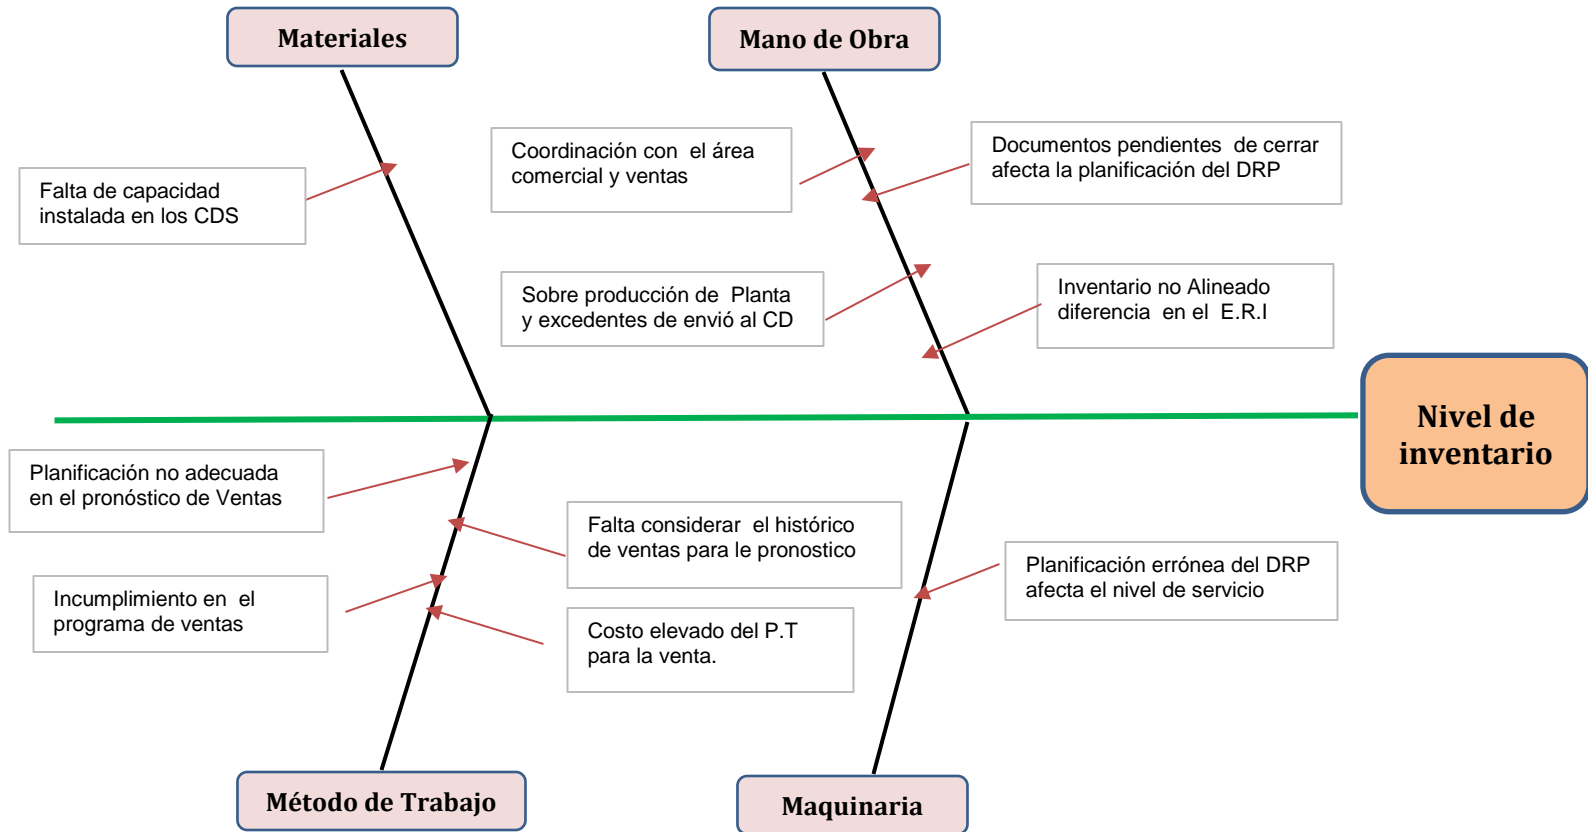 Materiales
Mano de Obra
Coordinación con el área
comercial y ventas
Documentos pendientes de cerrar
afecta la planificación del DRP
Falta de capacidad
instalada en los CDS
Sobre producción de Planta
y excedentes de envió al CD
Inventario no Alineado
diferencia en el E.R.I
Nivel de
inventario
Planificación no adecuada
en el pronóstico de Ventas
Falta considerar el histórico
de ventas para le pronostico
Planificación errónea del DRP
afecta el nivel de servicio
Incumplimiento en el
programa de ventas
Costo elevado del P.T
para la venta.
Método de Trabajo
Maquinaria